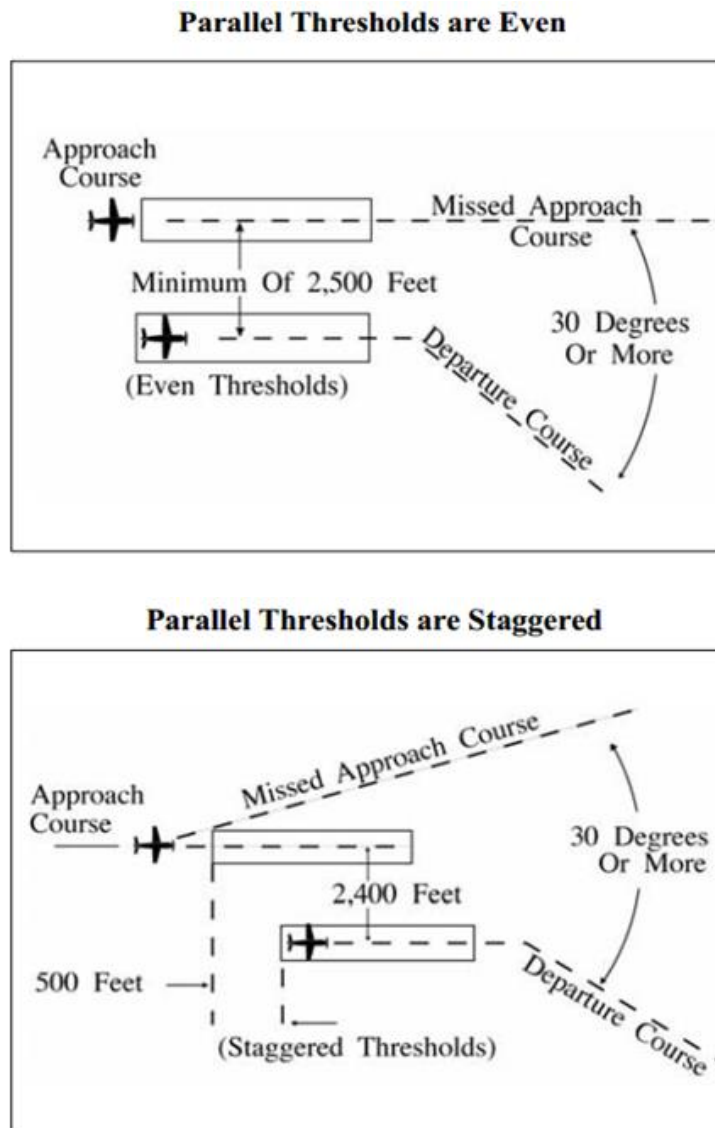 Parallel Thresholds are Even
Approach
Course
Missed Approach
Course
Minimum Of 2,500 Feet
30 Degrees
Or More
Departure Course
(Even Thresholds)
Parallel Thresholds are Staggered
Missed Approach Course
Approach
Course
30 Degrees
Or More
2,400 Feet
500 Feet
Departure Course
(Staggered Thresholds)